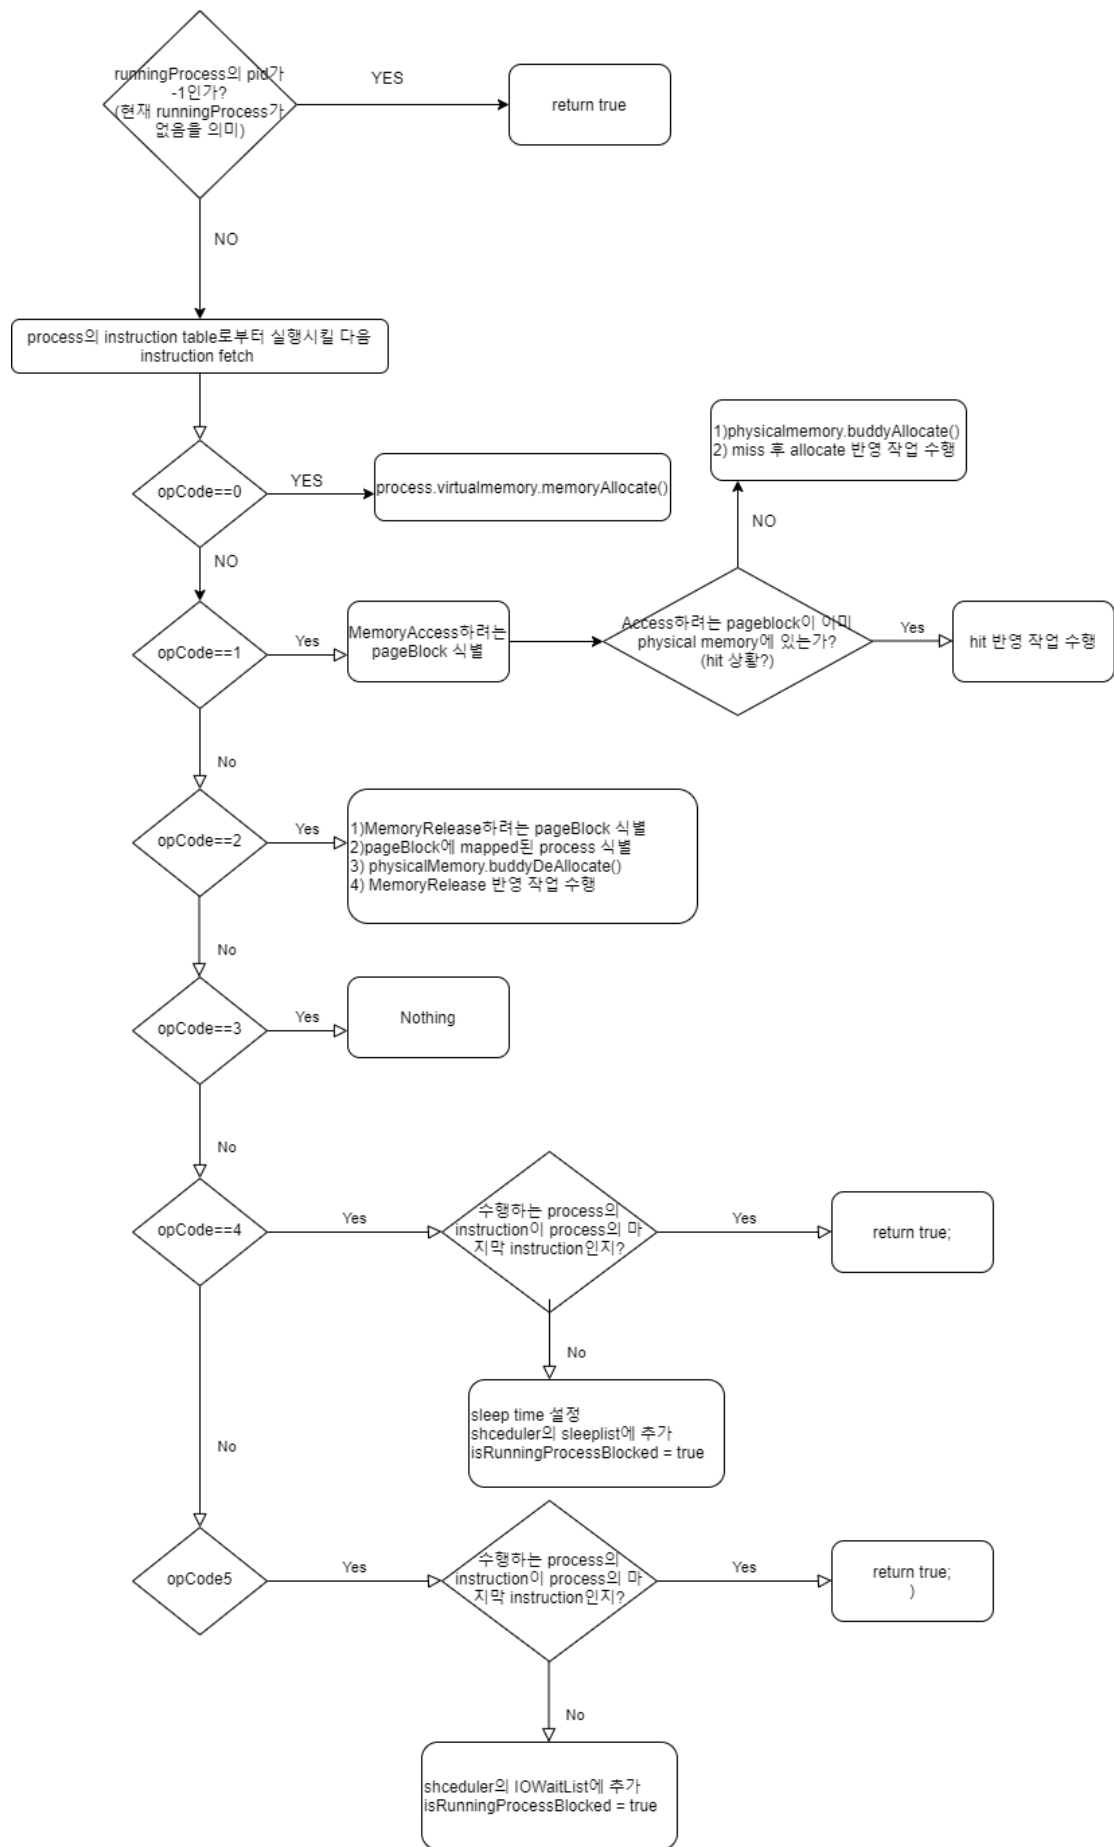 runningProcess의 pid가
-1인가?
(현재 runningProcess가
없음을 의미)
YES
return true
NO
process의 instruction table로부터 실행시킬 다음
instruction fetch
opCode==0
YES
process.virtualmemory.memoryAllocate()
1)physicalmemory.buddyAllocate()
2) miss 후 allocate 반영 작업 수행
NO
NO
opCode==1
Yes
MemoryAccess하려는
pageBlock 식별
Access하려는 pageblock이 이미
physical memory에 있는가?
(hit 상황?)
Yes
hit 반영 작업 수행
No
opCode==2
Yes
1)MemoryRelease하려는 pageBlock 식별
2)pageBlock에 mapped된 process 식별
3) physicalMemory.buddyDeAllocate()
4) MemoryRelease 반영 작업 수행
No
opCode==3
Yes
Nothing
No
opCode==4
Yes
수행하는 process의
instruction이 process의 마
지막 instruction인지?
Yes
return true;
No
sleep time 설정
shceduler의 sleeplist에 추가
isRunningProcessBlocked = true
No
opCode5
Yes
수행하는 process의
instruction이 process의 마
지막 instruction인지?
Yes
return true;
)
No
shceduler의 IOWaitList에 추가
isRunningProcessBlocked = true